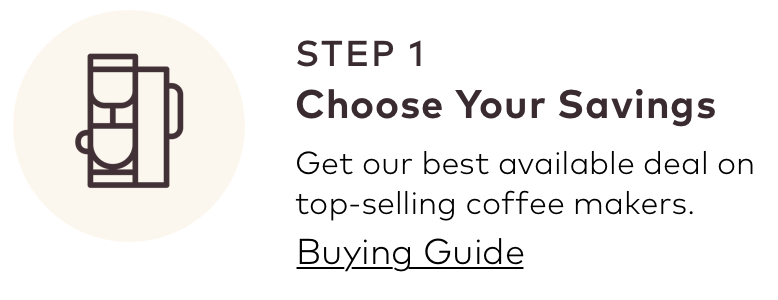 STEP 1
Choose Your Savings
Get our best available deal on
top-selling coffee makers.
Buying Guide